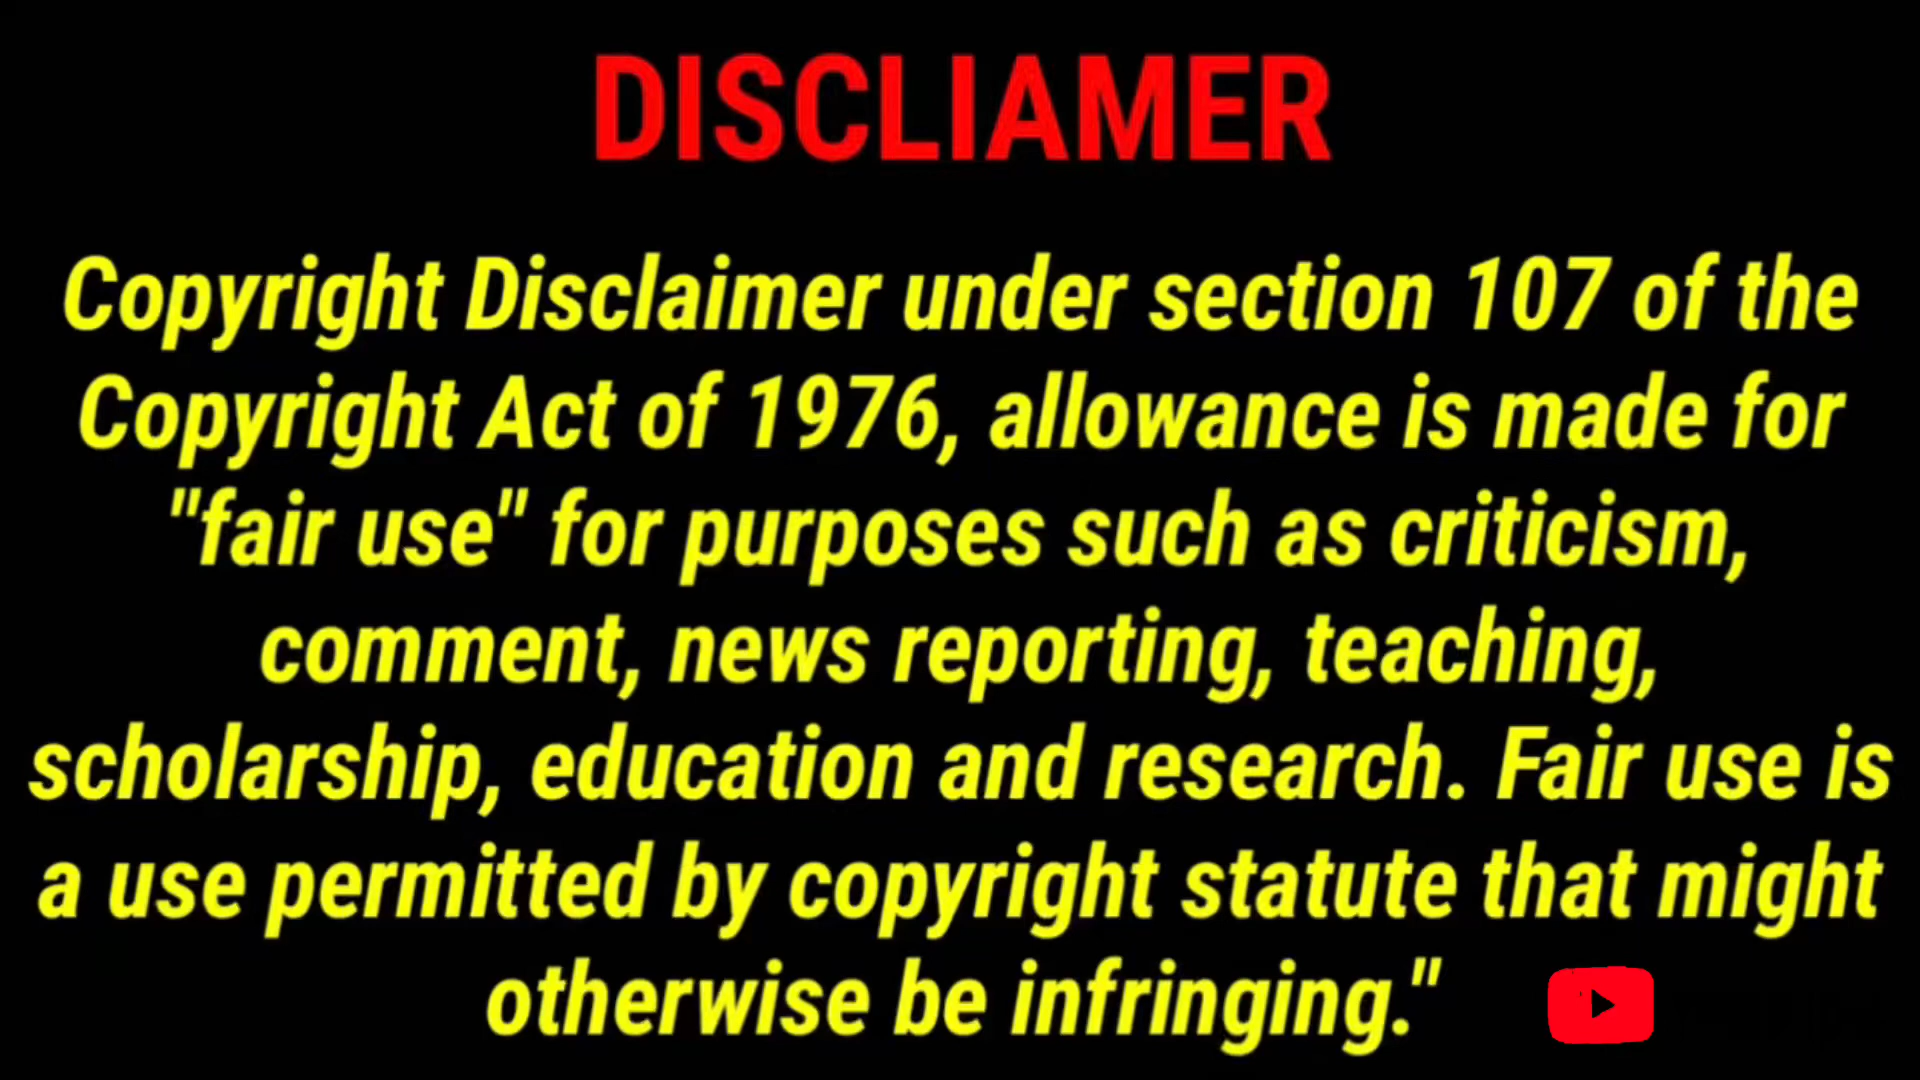 DISCLIAMER
Copyright Disclaimer under section 107 of the
Copyright Act of 1976, allowance is made for
"fair use" for purposes such as criticism,
comment, news reporting, teaching,
scholarship, education and research. Fair use is
a use permitted by copyright statute that might
otherwise be infringing."